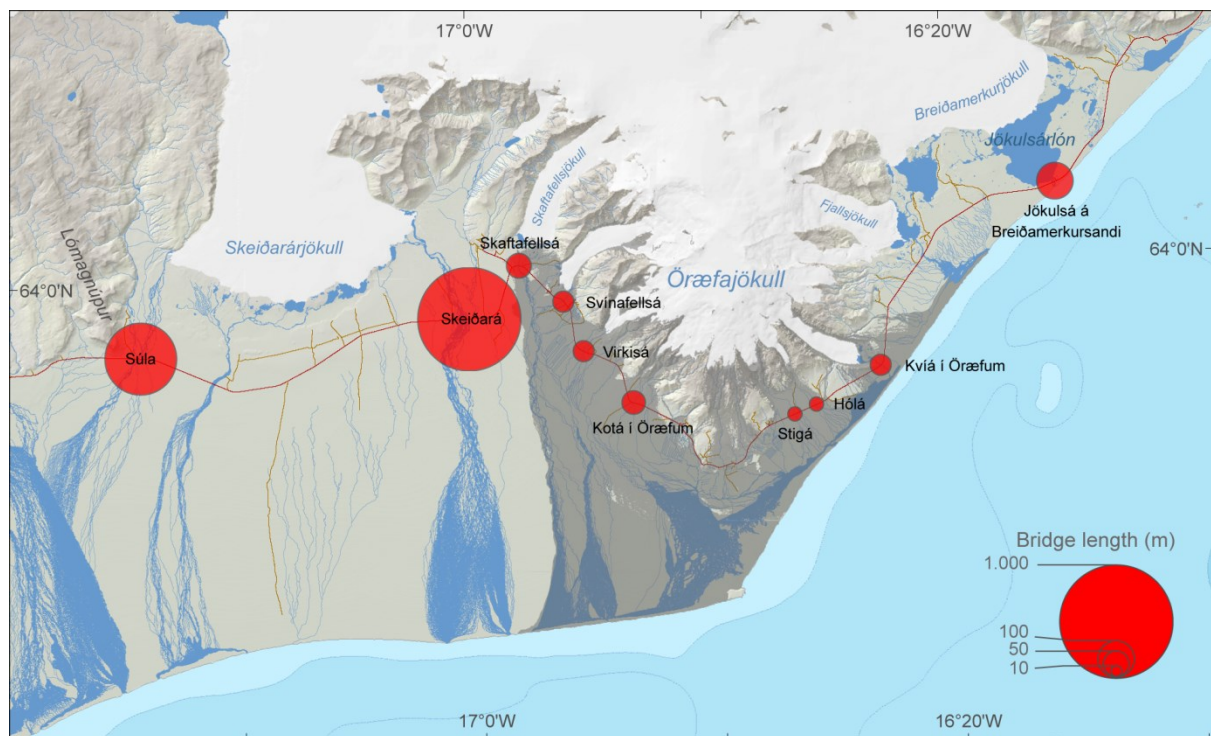 17°0'W
16°20'W
Breiðamerkurjökull
Jökulsárlón
Skaftafellsjökull
Fjallsjökull
Jökulsá á
Breiðamerkursandi
Lómagnúpur
Skeiðarárjökull
Skaftafellsá
64°0'N
64°0'N
Öræfajökull
Svínafellsá
Skeiðará
Súla
Virkisá
Kvíá í Öræfum
Kotá í Öræfum
Hólá
Stigá
Bridge length (m)
1.000
100
50
10
17°0'W
16°20'W